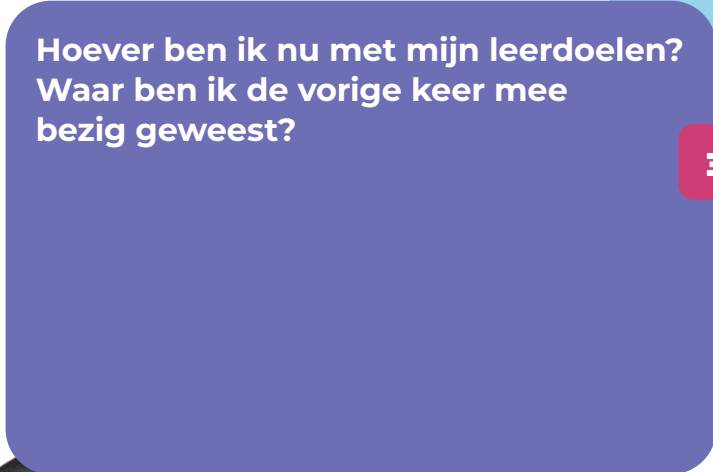 Hoever ben ik nu met mijn leerdoelen?
Waar ben ik de vorige keer mee
bezig geweest?